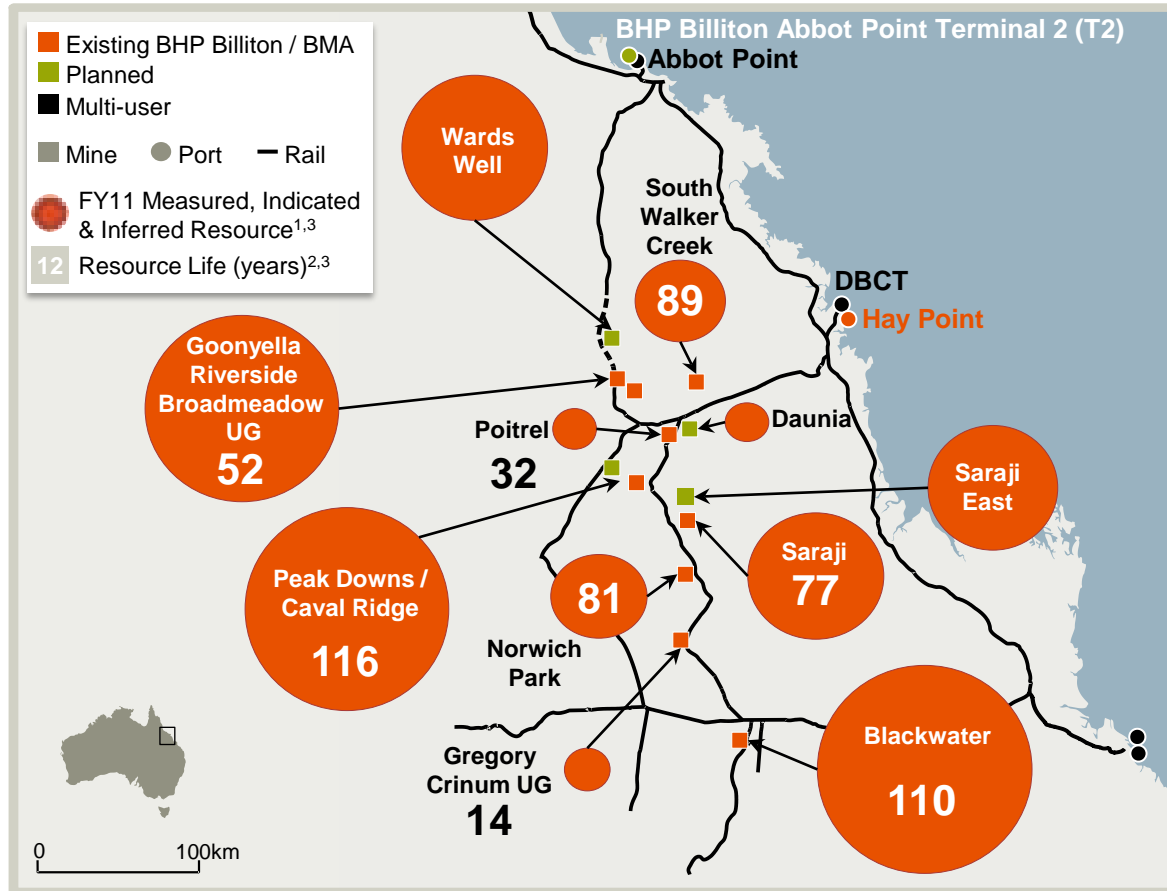 BHP Billiton Abbot Point Terminal 2 (T2)
Abbot Point
Existing BHP Billiton / BMA
Planned
Multi-user
Mine
Port
Rail
FY11 Measured, Indicated
& Inferred Resource1,3
12
Resource Life (years)2,3
Wards
Well
South
Walker
Creek
89
DBCT
Hay Point
Goonyella
Riverside
Broadmeadow
UG
52
Poitrel
32
Daunia
Saraji
East
Peak Downs /
Caval Ridge
116
81
Norwich
Park
Saraji
77
Gregory
Crinum UG
14
Blackwater
110
0
100km